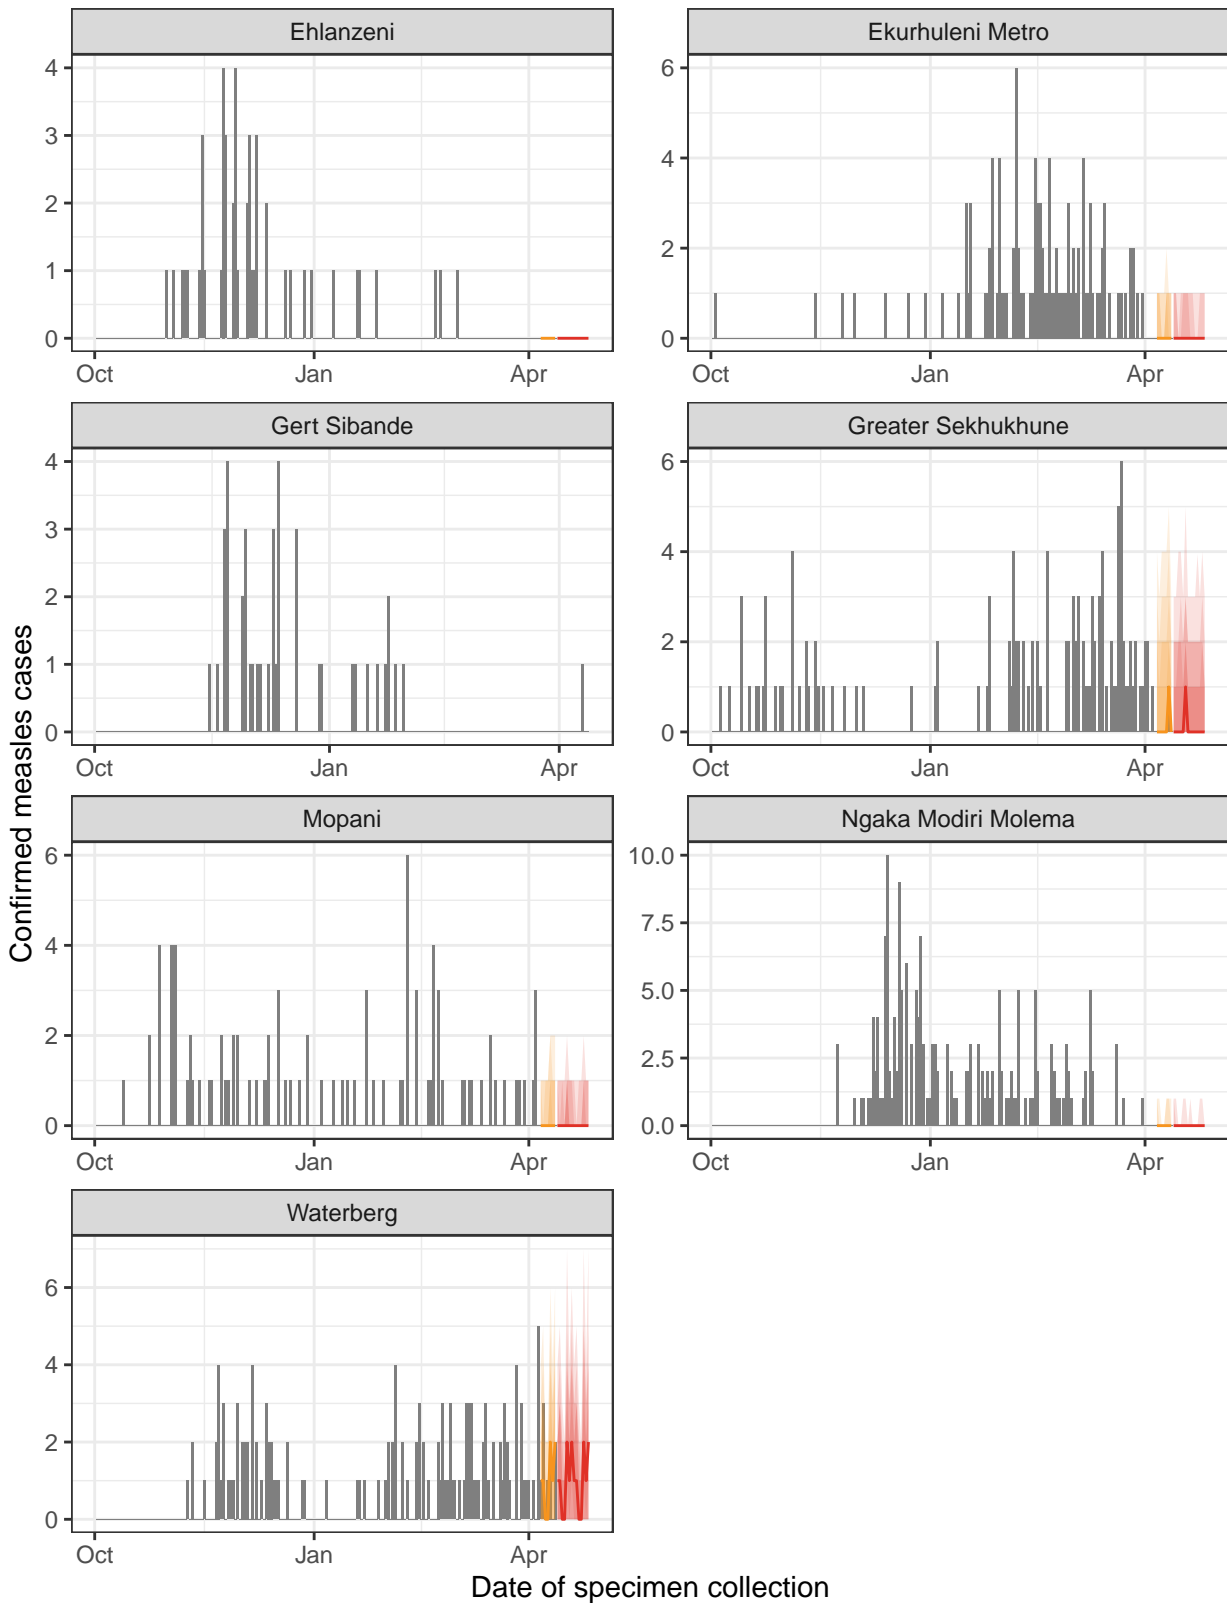 Ehlanzeni
Ekurhuleni Metro
4
3
2
1
0
Oct
Jan
Apr
6
4
2
0
Oct
Jan
Apr
Gert Sibande
Greater Sekhukhune
4
3
2
1
0
Oct
Jan
Apr
6
4
2
0
Oct
Jan
Apr
Confirmed measles cases
Mopani
Ngaka Modiri Molema
6
4
2
0
Oct
Jan
Apr
10.0
7.5
5.0
2.5
0.0
Oct
Jan
Apr
Waterberg
6
4
2
0
Oct
Jan
Apr
Date of specimen collection